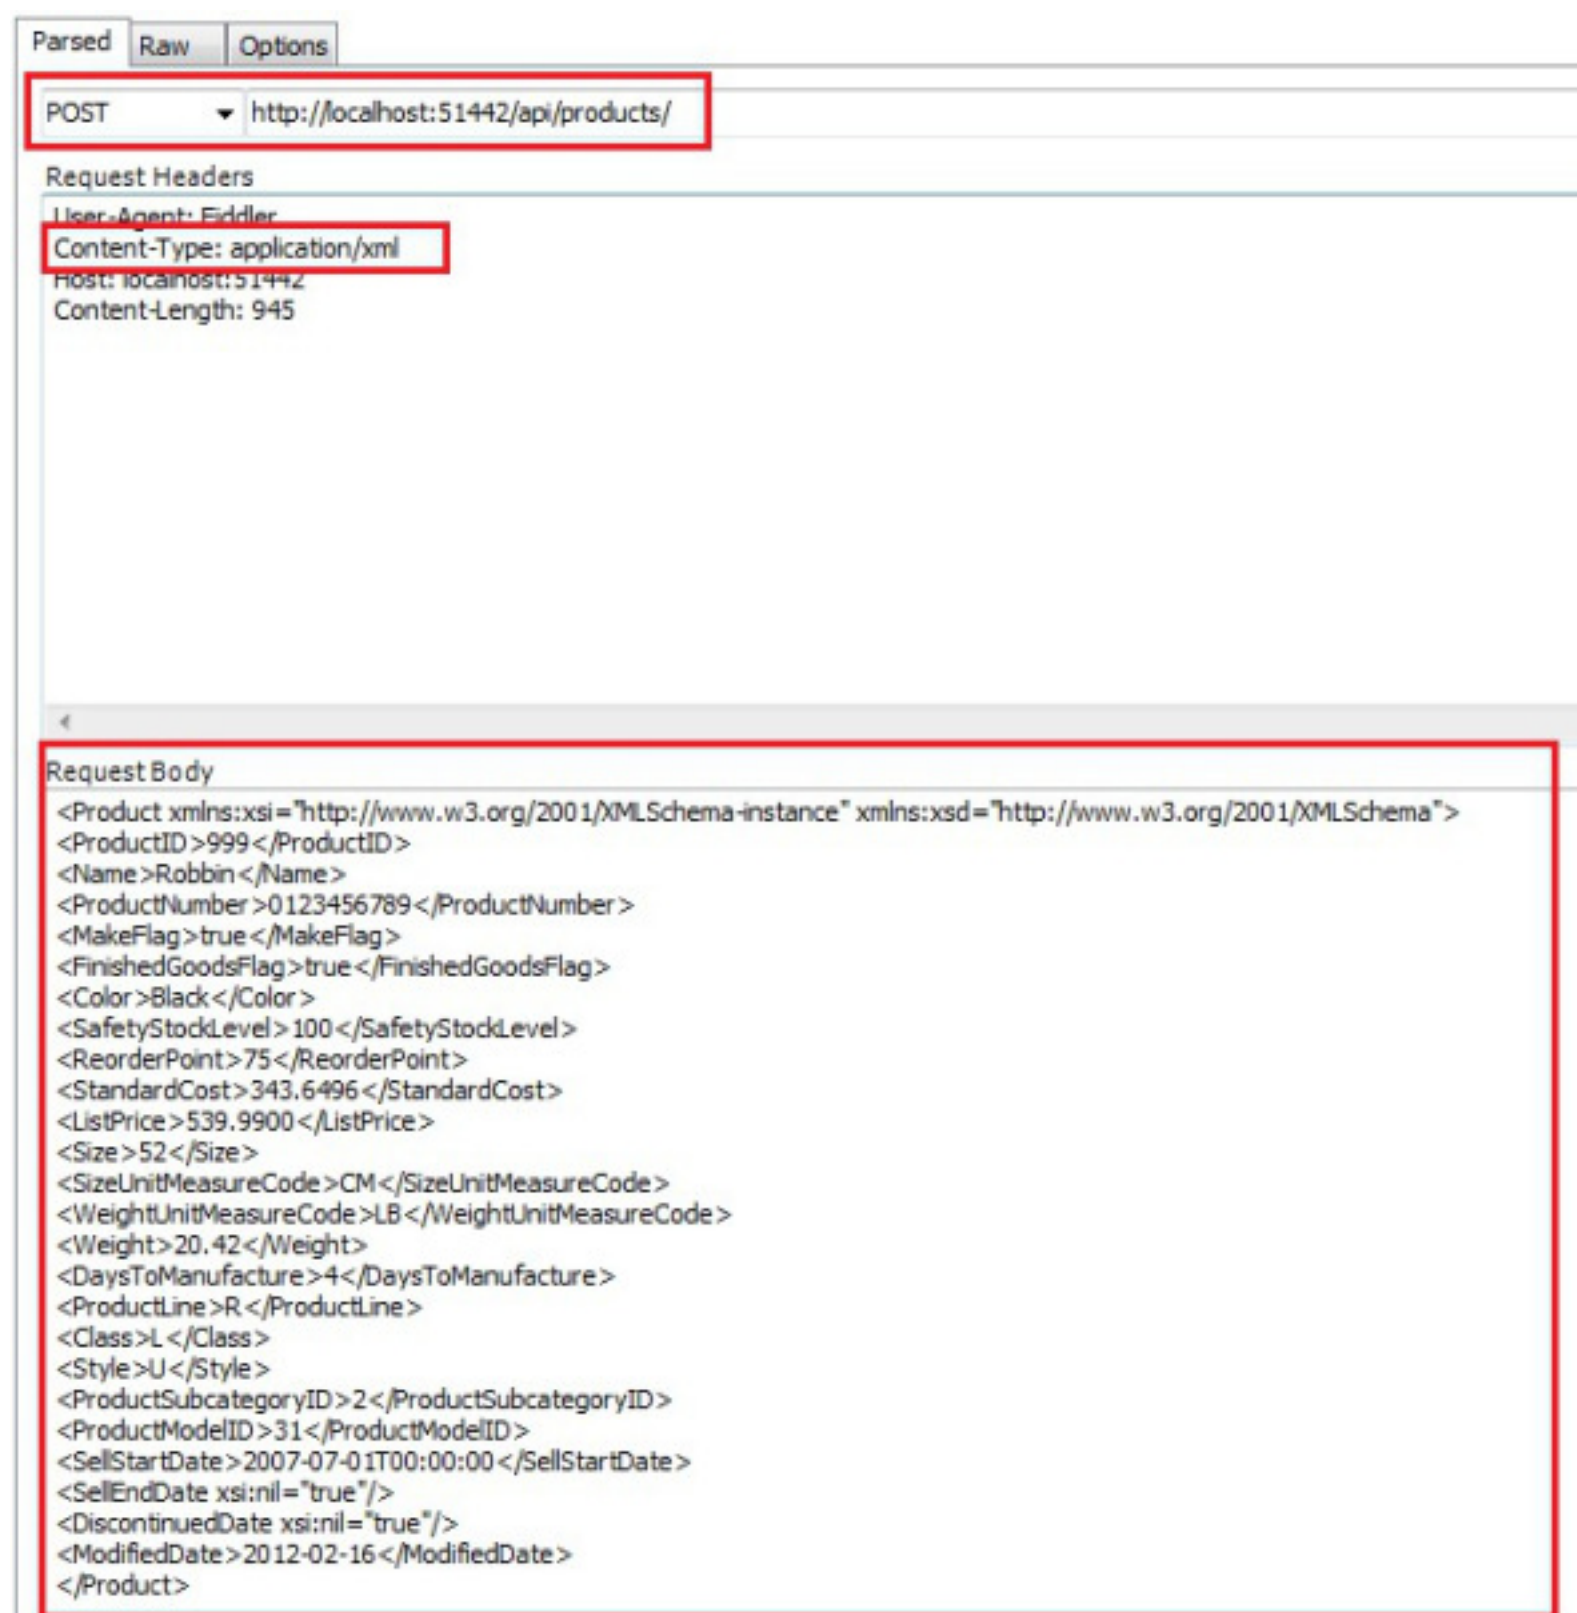 Parsed Raw Options
POST http://localhost:51442/api/products/
Request Headers
User-Agent: Fiddler
Content-Type: application/xml
Host: localhost:51442
Content-Length: 945
Request Body
<Product xmlns:xsi="http://www.w3.org/2001/XMLSchema-instance" xmlns:xsd="http://www.w3.org/2001/XMLSchema">
<ProductID>999</ProductID>
<Name>Robbin</Name>
<ProductNumber>0123456789</ProductNumber>
<MakeFlag>true</MakeFlag>
<FinishedGoodsFlag>true</FinishedGoodsFlag>
<Color>Black</Color>
<SafetyStockLevel>100</SafetyStockLevel>
<ReorderPoint>75</ReorderPoint>
<StandardCost>343.6496</StandardCost>
<ListPrice>539.9900</ListPrice>
<Size>52</Size>
<SizeUnitMeasureCode>CM</SizeUnitMeasureCode>
<WeightUnitMeasureCode>LB</WeightUnitMeasureCode>
<Weight>20.42</Weight>
<DaysToManufacture>4</DaysToManufacture>
<ProductLine>R</ProductLine>
<Class>L</Class>
<Style>U</Style>
<ProductSubcategoryID>2</ProductSubcategoryID>
<ProductModelID>31</ProductModelID>
<SellStartDate>2007-07-01T00:00:00</SellStartDate>
<SellEndDate xsi:nil="true"/>
<DiscontinuedDate xsi:nil="true"/>
<ModifiedDate>2012-02-16</ModifiedDate>
</Product>